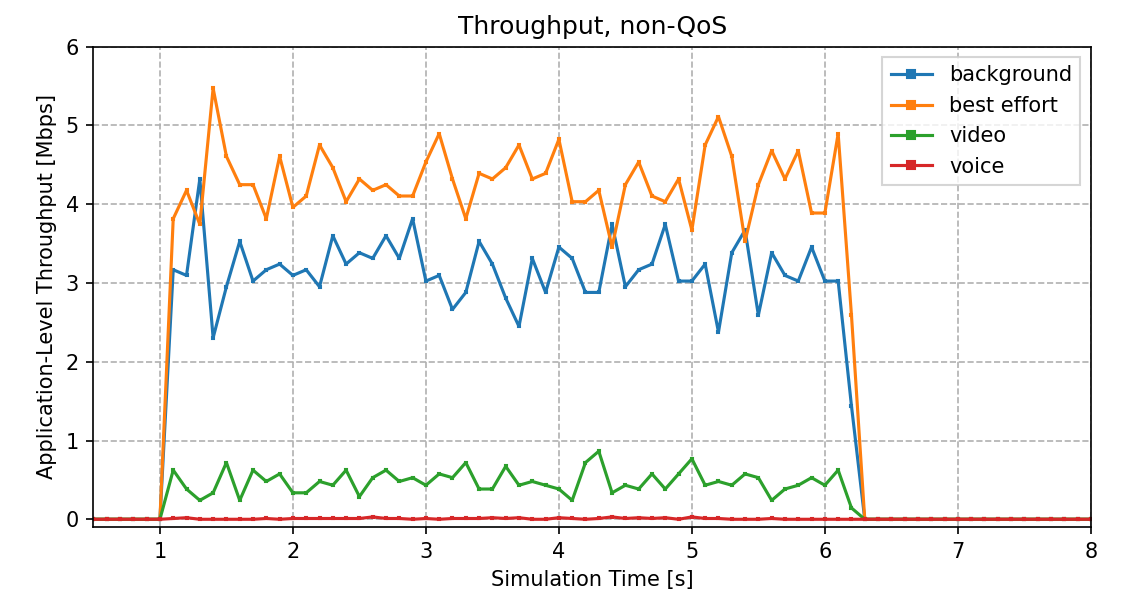 Throughput, non-QoS
Application-Level Throughput [Mbps]
6
5
4
3
2
1
0
background
best effort
video
voice
1 2 3 4 5 6 7 8
Simulation Time [s]